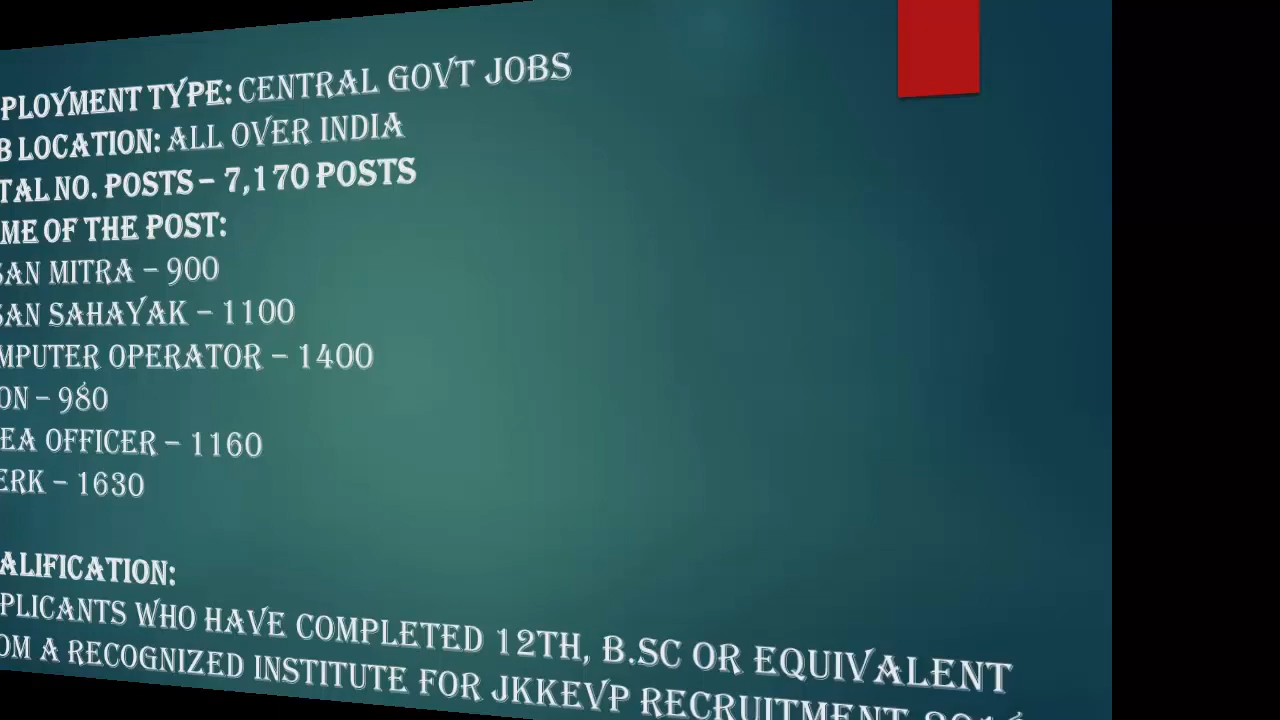 PLOYMENT TYPE: CENTRAL GOVT JOBS
B LOCATION: ALL OVER INDIA
TAL NO. POSTS – 7,170 POSTS
ME OF THE POST:
SAN MITRA – 900
SAN SAHAYAK – 1100
MPUTER OPERATOR – 1400
ON – 980
EA OFFICER – 1160
ERK – 1630
ALIFICATION:
PLICANTS WHO HAVE COMPLETED 12TH, B.SC OR EQUIVALENT
OM A RECOGNIZED INSTITUTE FOR JKKEVP RECRUITMENT